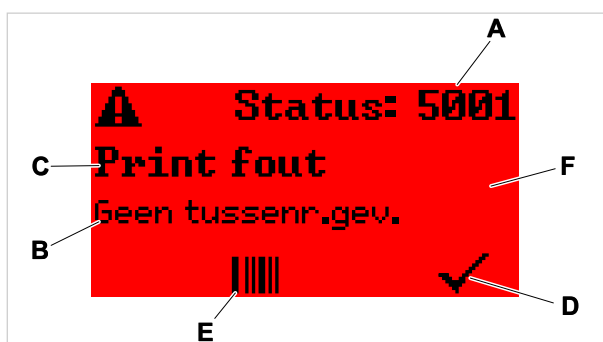 A
Status: 5001
C Print fout
F
B Geen tussenr.gev.
D
E